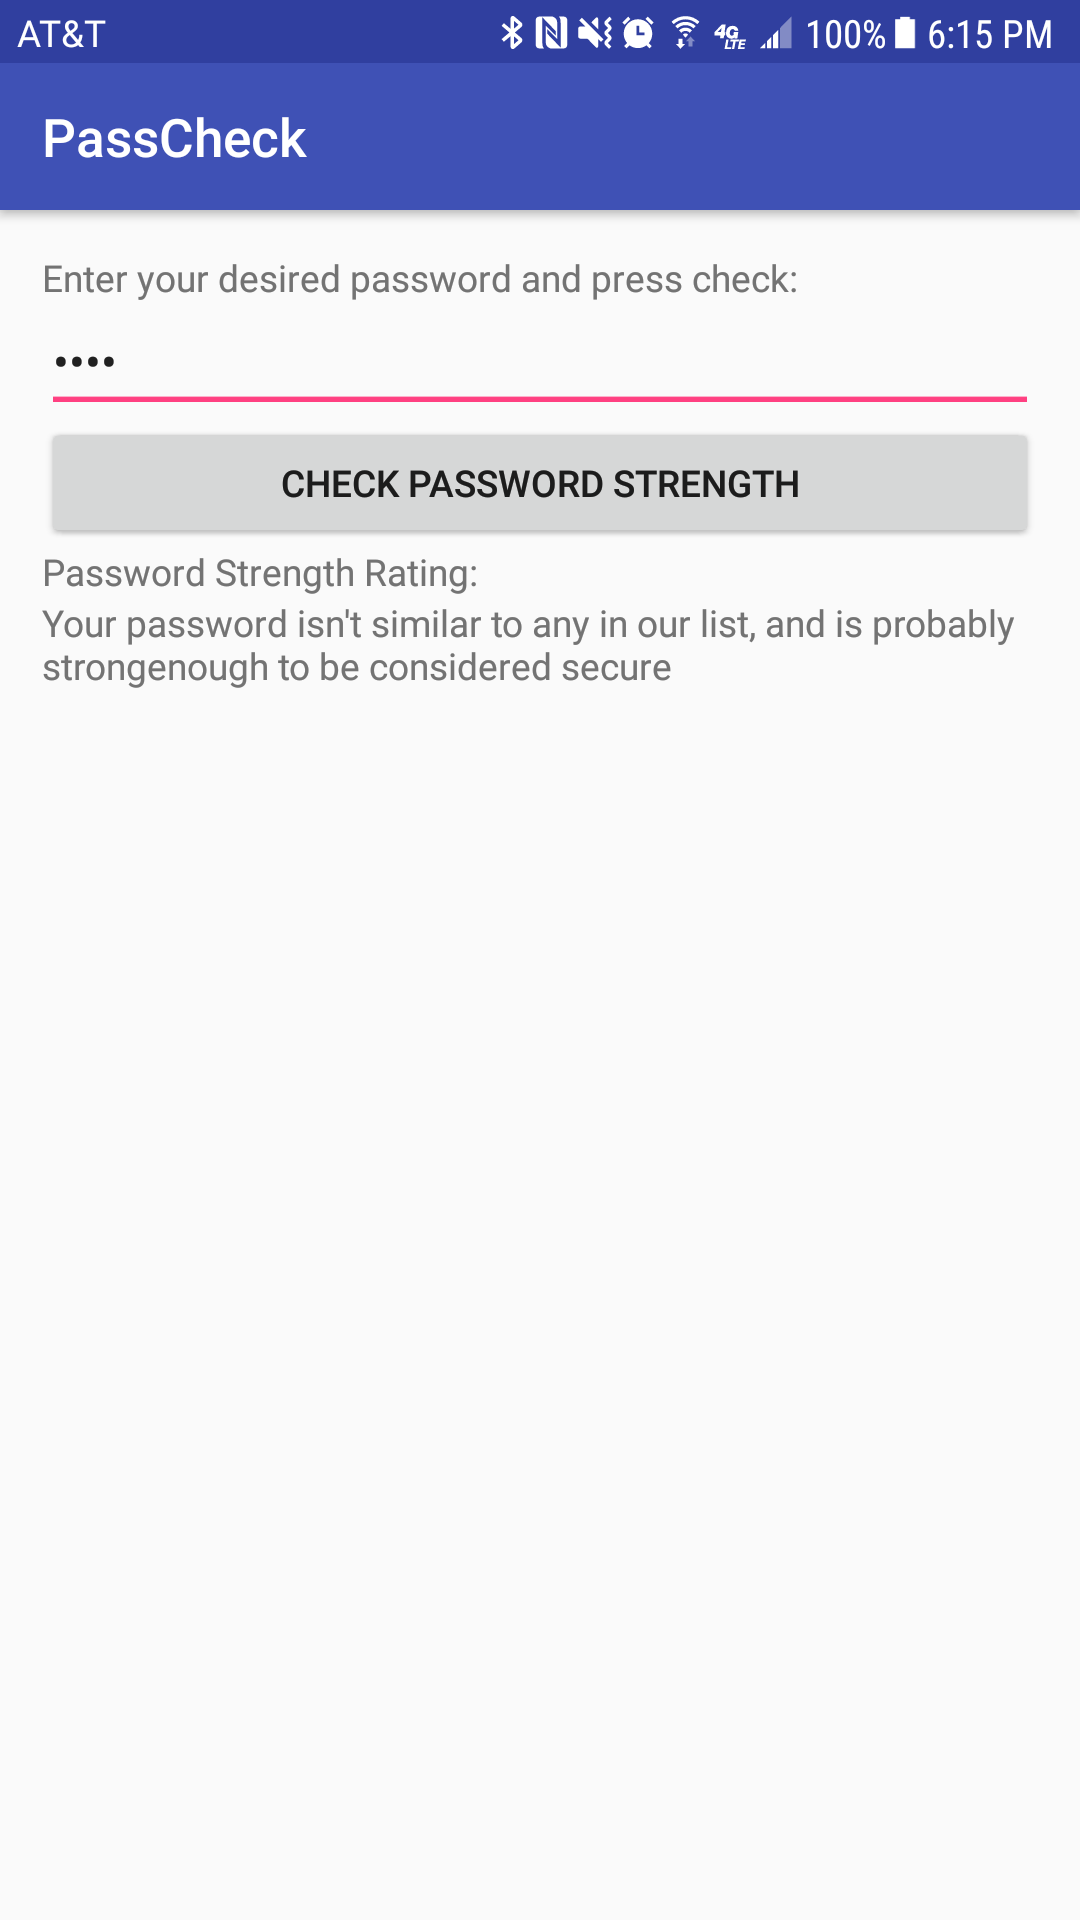 AT&T 4G LTE 100% 6:15 PM
PassCheck
Enter your desired password and press check:
••••
CHECK PASSWORD STRENGTH
Password Strength Rating:
Your password isn't similar to any in our list, and is probably
strongenough to be considered secure